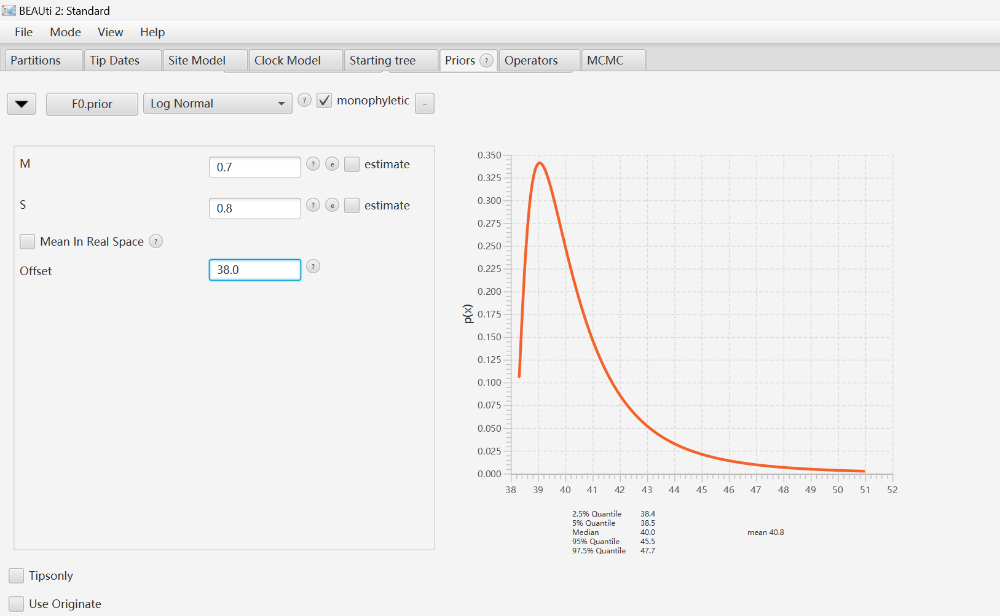 BEAUti 2: Standard
File Mode View Help
Partitions Tip Dates Site Model Clock Model Starting tree Priors ? Operators MCMC
F0.prior Log Normal ? monophyletic -
M 0.7 ? e estimate
S 0.8 ? e estimate
Mean In Real Space ?
Offset 38.0 ?
Tipsonly
Use Originate
p(x)
0.350
0.325
0.300
0.275
0.250
0.225
0.200
0.175
0.150
0.125
0.100
0.075
0.050
0.025
0.000
38 39 40 41 42 43 44 45 46 47 48 49 50 51 52
2.5% Quantile 38.4
5% Quantile 38.5
Median 40.0 mean 40.8
95% Quantile 45.5
97.5% Quantile 47.7